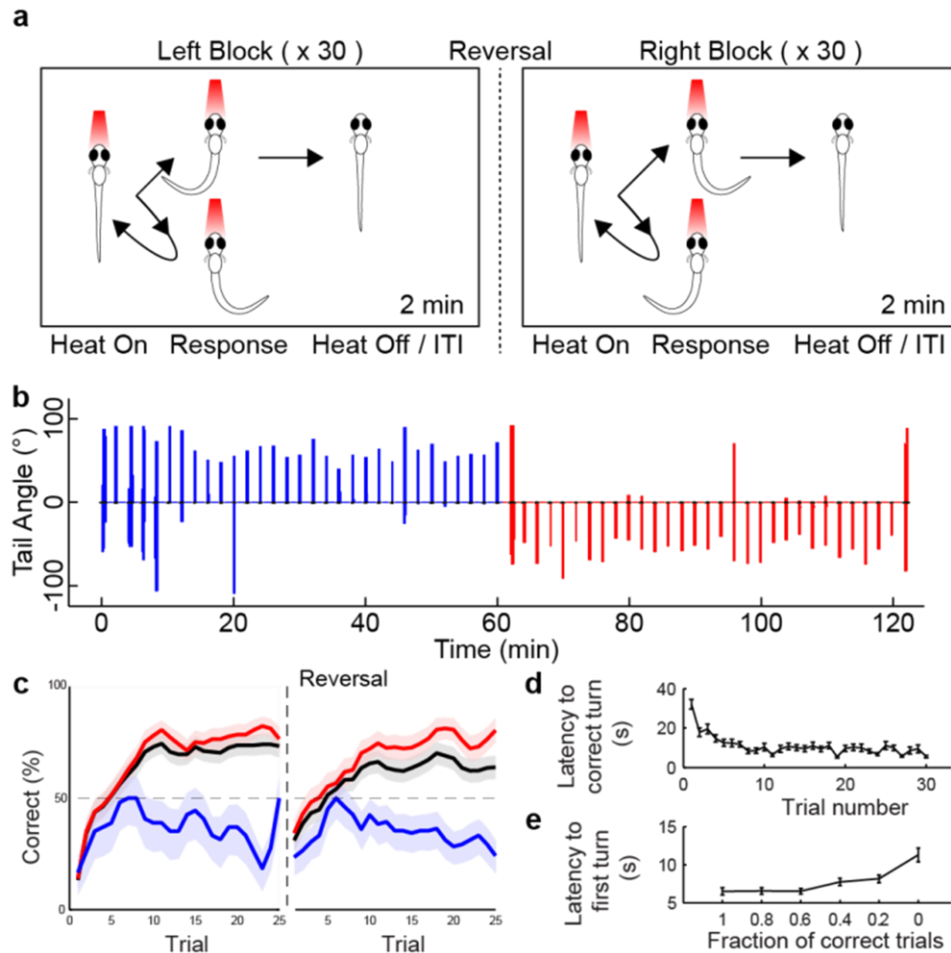 a
Left Block ( x 30 )
Reversal
Right Block ( x 30 )
2 min
2 min
Heat On Response Heat Off / ITI
Heat On Response Heat Off / ITI
b
Tail Angle (°)
100
0
-100
0 20 40 60 80 100 120
Time (min)
c
Reversal
Correct (%)
100
50
0
0 5 10 15 20 25
5 10 15 20 25
Trial
Trial
d
Latency to
correct turn
(s)
40
20
0
0 10 20 30
Trial number
e
Latency to
first turn
(s)
15
10
5
1 0.8 0.6 0.4 0.2 0
Fraction of correct trials